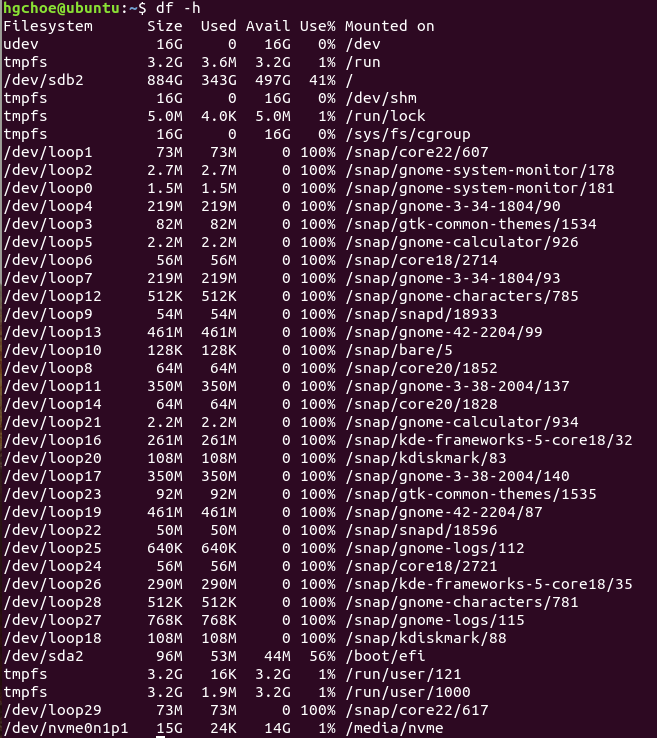 hgchoe@ubuntu:~$ df -h
Filesystem      Size  Used Avail Use% Mounted on
udev             16G     0   16G   0% /dev
tmpfs           3.2G  3.6M  3.2G   1% /run
/dev/sdb2       884G  343G  497G  41% /
tmpfs            16G     0   16G   0% /dev/shm
tmpfs           5.0M  4.0K  5.0M   1% /run/lock
tmpfs            16G     0   16G   0% /sys/fs/cgroup
/dev/loop1       73M   73M     0 100% /snap/core22/607
/dev/loop2      2.7M  2.7M     0 100% /snap/gnome-system-monitor/178
/dev/loop0      1.5M  1.5M     0 100% /snap/gnome-system-monitor/181
/dev/loop4      219M  219M     0 100% /snap/gnome-3-34-1804/90
/dev/loop3       82M   82M     0 100% /snap/gtk-common-themes/1534
/dev/loop5      2.2M  2.2M     0 100% /snap/gnome-calculator/926
/dev/loop6       56M   56M     0 100% /snap/core18/2714
/dev/loop7      219M  219M     0 100% /snap/gnome-3-34-1804/93
/dev/loop12     512K  512K     0 100% /snap/gnome-characters/785
/dev/loop9       54M   54M     0 100% /snap/snapd/18933
/dev/loop13     461M  461M     0 100% /snap/gnome-42-2204/99
/dev/loop10     128K  128K     0 100% /snap/bare/5
/dev/loop8       64M   64M     0 100% /snap/core20/1852
/dev/loop11     350M  350M     0 100% /snap/gnome-3-38-2004/137
/dev/loop14      64M   64M     0 100% /snap/core20/1828
/dev/loop21     2.2M  2.2M     0 100% /snap/gnome-calculator/934
/dev/loop16     261M  261M     0 100% /snap/kde-frameworks-5-core18/32
/dev/loop20     108M  108M     0 100% /snap/kdiskmark/83
/dev/loop17     350M  350M     0 100% /snap/gnome-3-38-2004/140
/dev/loop23      92M   92M     0 100% /snap/gtk-common-themes/1535
/dev/loop19     461M  461M     0 100% /snap/gnome-42-2204/87
/dev/loop22      50M   50M     0 100% /snap/snapd/18596
/dev/loop25     640K  640K     0 100% /snap/gnome-logs/112
/dev/loop24      56M   56M     0 100% /snap/core18/2721
/dev/loop26     290M  290M     0 100% /snap/kde-frameworks-5-core18/35
/dev/loop28     512K  512K     0 100% /snap/gnome-characters/781
/dev/loop27     768K  768K     0 100% /snap/gnome-logs/115
/dev/loop18     108M  108M     0 100% /snap/kdiskmark/88
/dev/sda2        96M   53M   44M  56% /boot/efi
tmpfs           3.2G   16K  3.2G   1% /run/user/121
tmpfs           3.2G  1.9M  3.2G   1% /run/user/1000
/dev/loop29      73M   73M     0 100% /snap/core22/617
/dev/nvme0n1p1   15G   24K   14G   1% /media/nvme